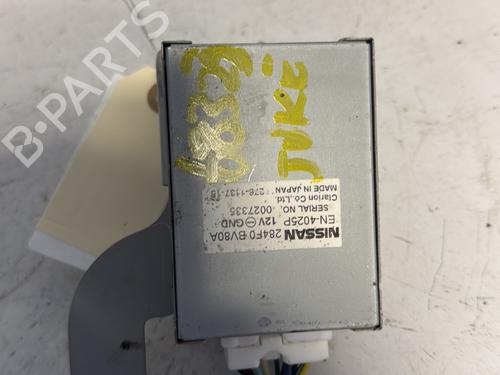 NISSAN 284F0 BV80A
EN-4025P 12V ⊖ GND
SERIAL NO. 0027335
Clarion Co.,Ltd.
MADE IN JAPAN 276-1137-15
JUKE
B-PARTS